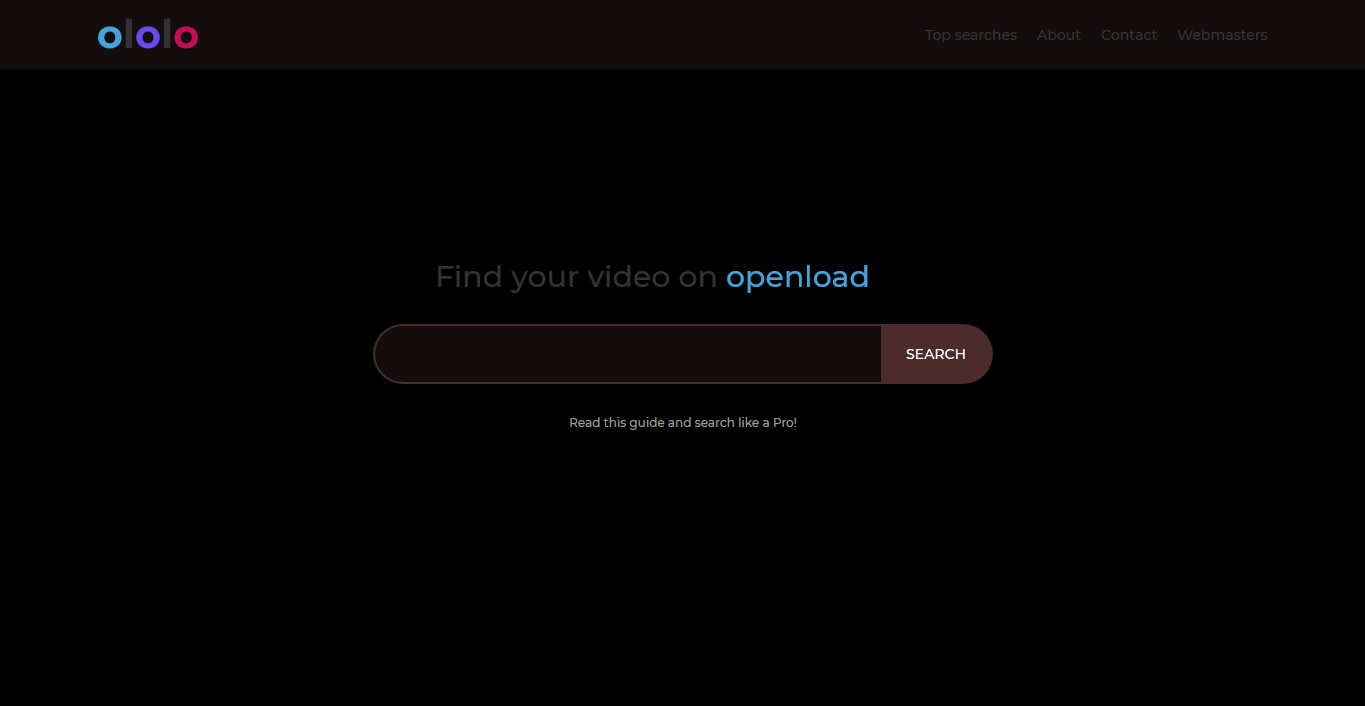 ololo
Top searches About Contact Webmasters
Find your video on openload
SEARCH
Read this guide and search like a Pro!